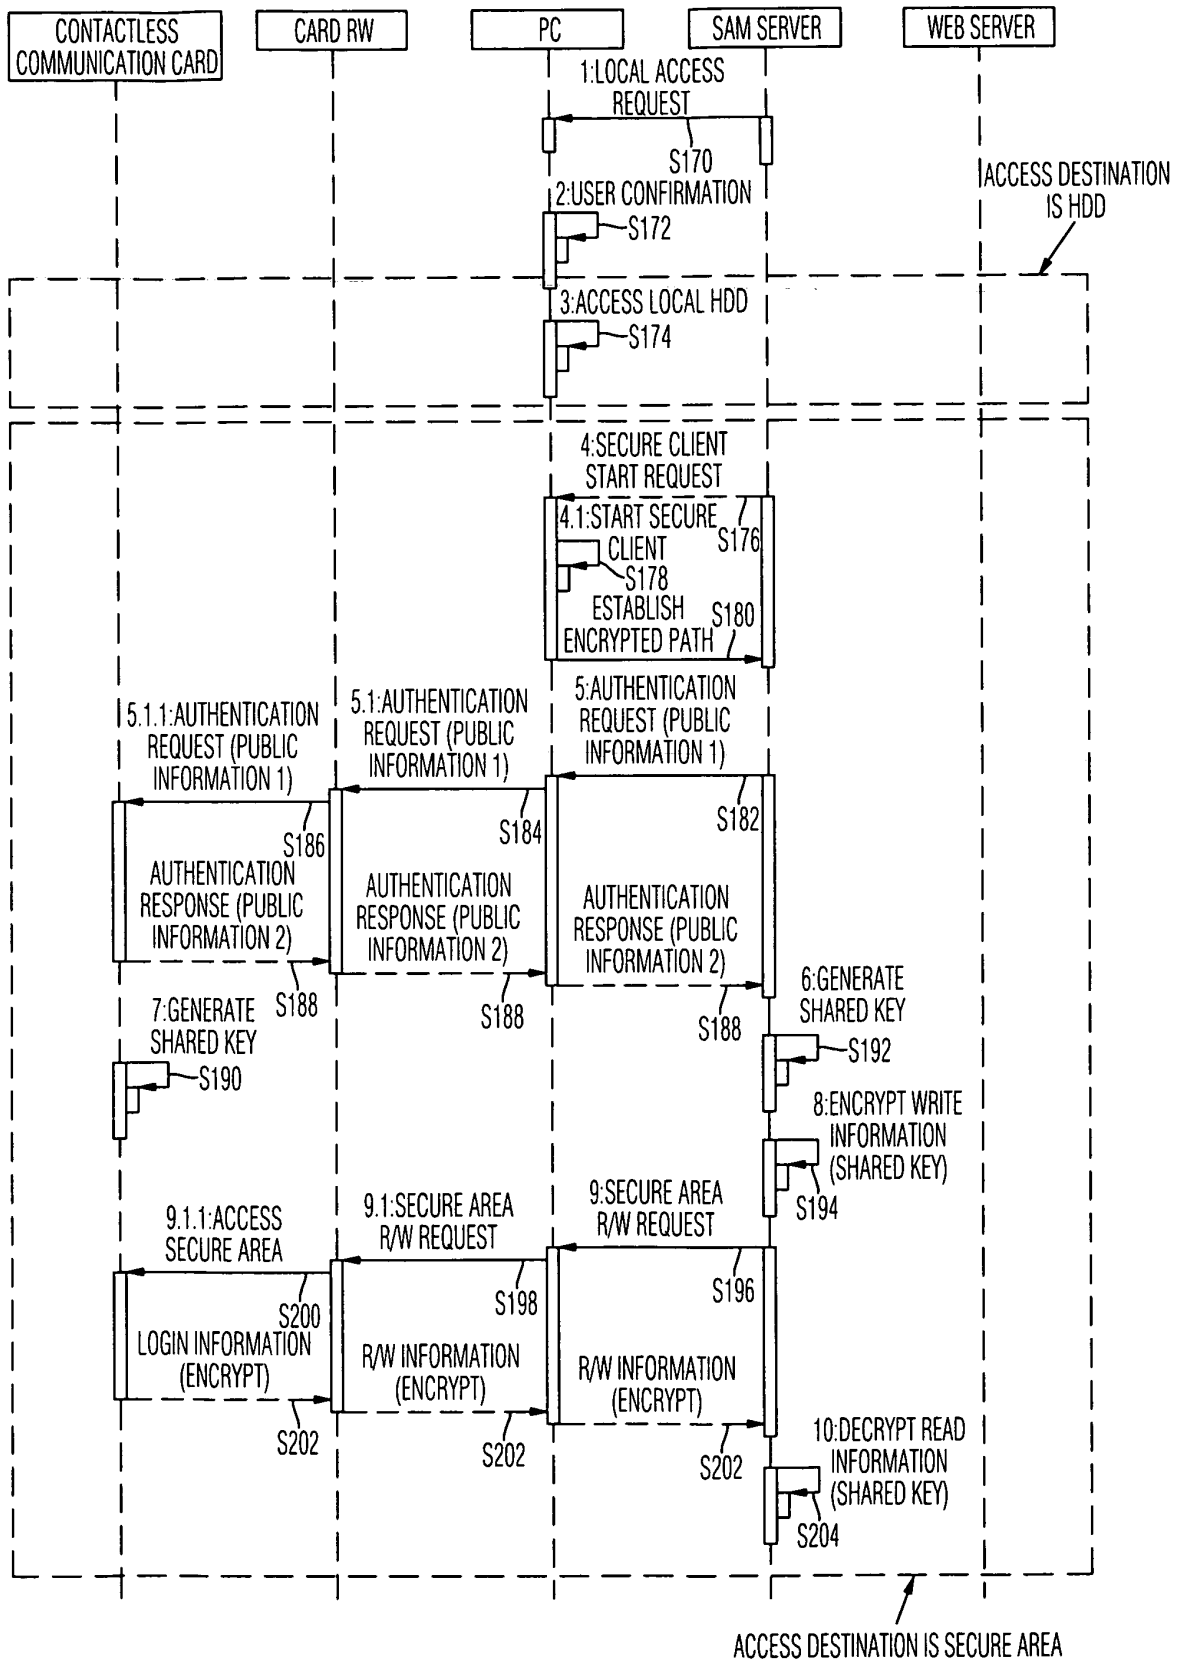 CONTACTLESS
COMMUNICATION CARD
CARD RW
PC
SAM SERVER
WEB SERVER
1:LOCAL ACCESS
REQUEST
S170
ACCESS DESTINATION
IS HDD
2:USER CONFIRMATION
S172
3:ACCESS LOCAL HDD
S174
4:SECURE CLIENT
START REQUEST
S176
4.1:START SECURE
CLIENT
S178
ESTABLISH
ENCRYPTED PATH
S180
5.1.1:AUTHENTICATION
REQUEST (PUBLIC
INFORMATION 1)
5.1:AUTHENTICATION
REQUEST (PUBLIC
INFORMATION 1)
5:AUTHENTICATION
REQUEST (PUBLIC
INFORMATION 1)
S186
S184
S182
AUTHENTICATION
RESPONSE (PUBLIC
INFORMATION 2)
AUTHENTICATION
RESPONSE (PUBLIC
INFORMATION 2)
AUTHENTICATION
RESPONSE (PUBLIC
INFORMATION 2)
S188
S188
S188
7:GENERATE
SHARED KEY
S190
6:GENERATE
SHARED KEY
S192
8:ENCRYPT WRITE
INFORMATION
(SHARED KEY)
S194
9.1.1:ACCESS
SECURE AREA
9.1:SECURE AREA
R/W REQUEST
9:SECURE AREA
R/W REQUEST
S200
S198
S196
LOGIN INFORMATION
(ENCRYPT)
R/W INFORMATION
(ENCRYPT)
R/W INFORMATION
(ENCRYPT)
S202
S202
S202
10:DECRYPT READ
INFORMATION
(SHARED KEY)
S204
ACCESS DESTINATION IS SECURE AREA